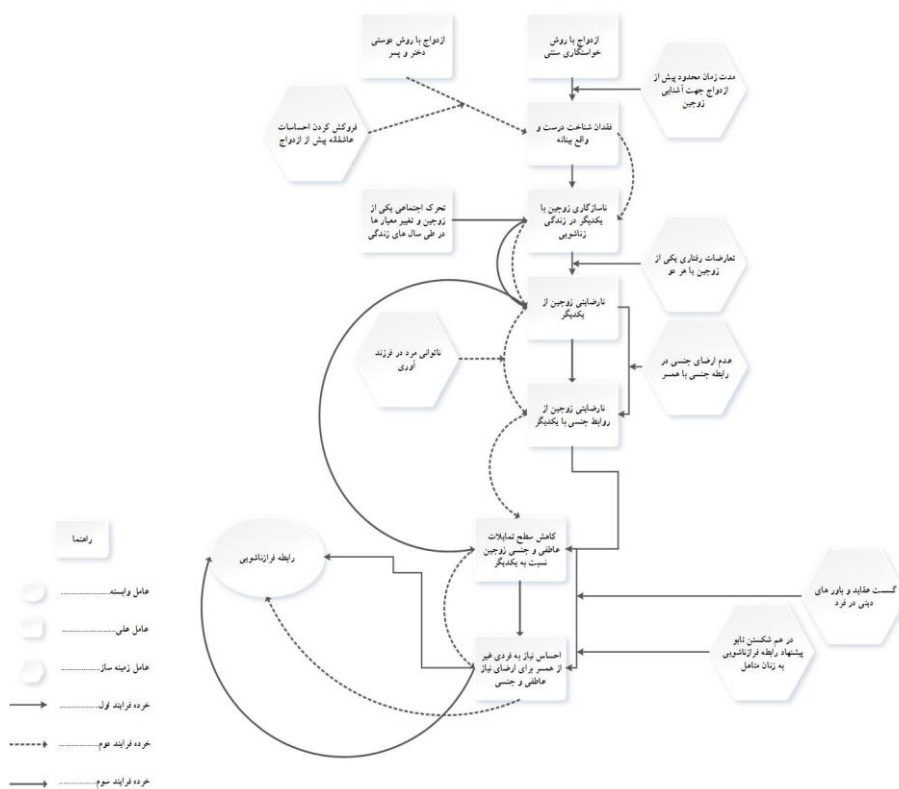 ازدواج با روش
خواستگاری سنتی
ازدواج با روش دوستی
دختر و پسر
مدت زمان محدود پیش از
ازدواج جهت آشنایی
زوجین
فروکش کردن احساسات
عاشقانه پیش از ازدواج
فقدان شناخت درست و
واقع بینانه
ناسازگاری زوجین با
یکدیگر در زندگی
زناشویی
تحرک اجتماعی یکی از
زوجین و تغییر معیار ها
در طی سال های زندگی
تعارضات رفتاری یکی از
زوجین یا هر دو
نارضایتی زوجین از
یکدیگر
ناتوانی مرد در فرزند
آوری
عدم ارضای جنسی در
رابطه جنسی با همسر
نارضایتی زوجین از
روابط جنسی با یکدیگر
کاهش سطح تمایلات
عاطفی و جنسی زوجین
نسبت به یکدیگر
رابطه فرازناشویی
گسست عقاید و باور های
دینی در فرد
در هم شکستن تابو
پیشنهاد رابطه فرازناشویی
به زنان متاهل
احساس نیاز به فردی غیر
از همسر برای ارضای نیاز
عاطفی و جنسی
راهنما
عامل وابسته....................
عامل علی.........................
عامل زمینه ساز................
خرده فرایند اول................
خرده فرایند دوم................
خرده فرایند سوم................